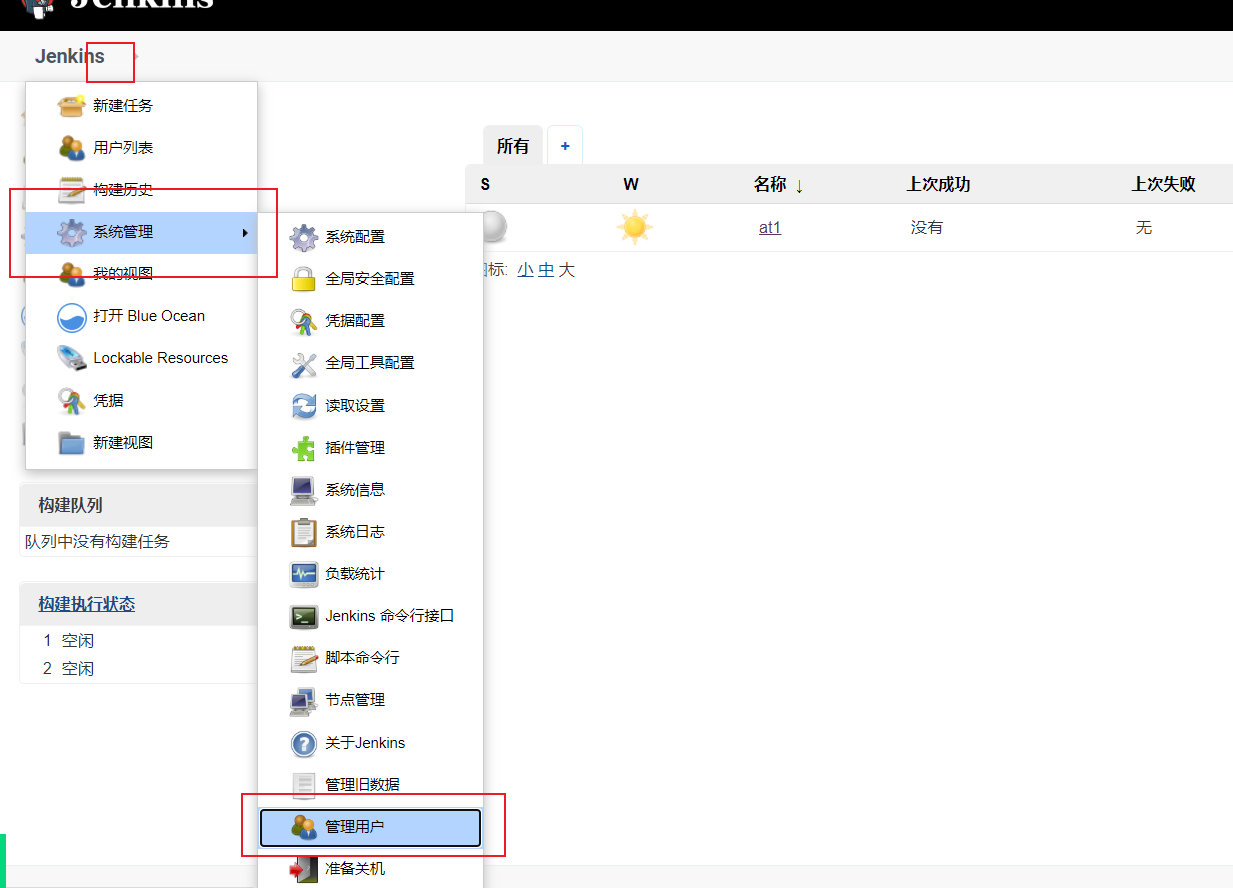 Jenkins
Jenkins
新建任务
用户列表
构建历史
系统管理
我的视图
打开 Blue Ocean
Lockable Resources
凭据
新建视图
系统配置
全局安全配置
凭据配置
全局工具配置
读取设置
插件管理
系统信息
系统日志
负载统计
Jenkins 命令行接口
脚本命令行
节点管理
关于Jenkins
管理旧数据
管理用户
准备关机
所有 +
S W 名称 ↓ 上次成功 上次失败
at1 没有 无
标: 小 中 大
构建队列
队列中没有构建任务
构建执行状态
1 空闲
2 空闲